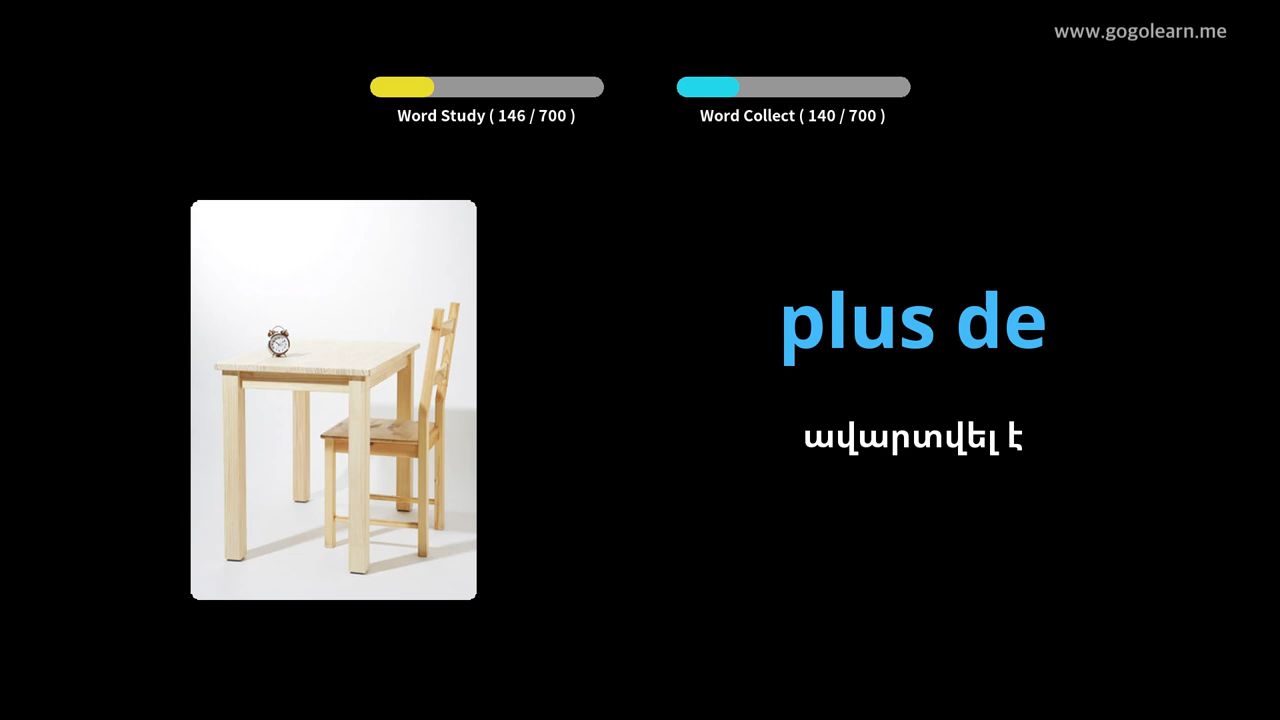 www.gogolearn.me
Word Study ( 146 / 700 )
Word Collect ( 140 / 700 )
plus de
ավարտվել է